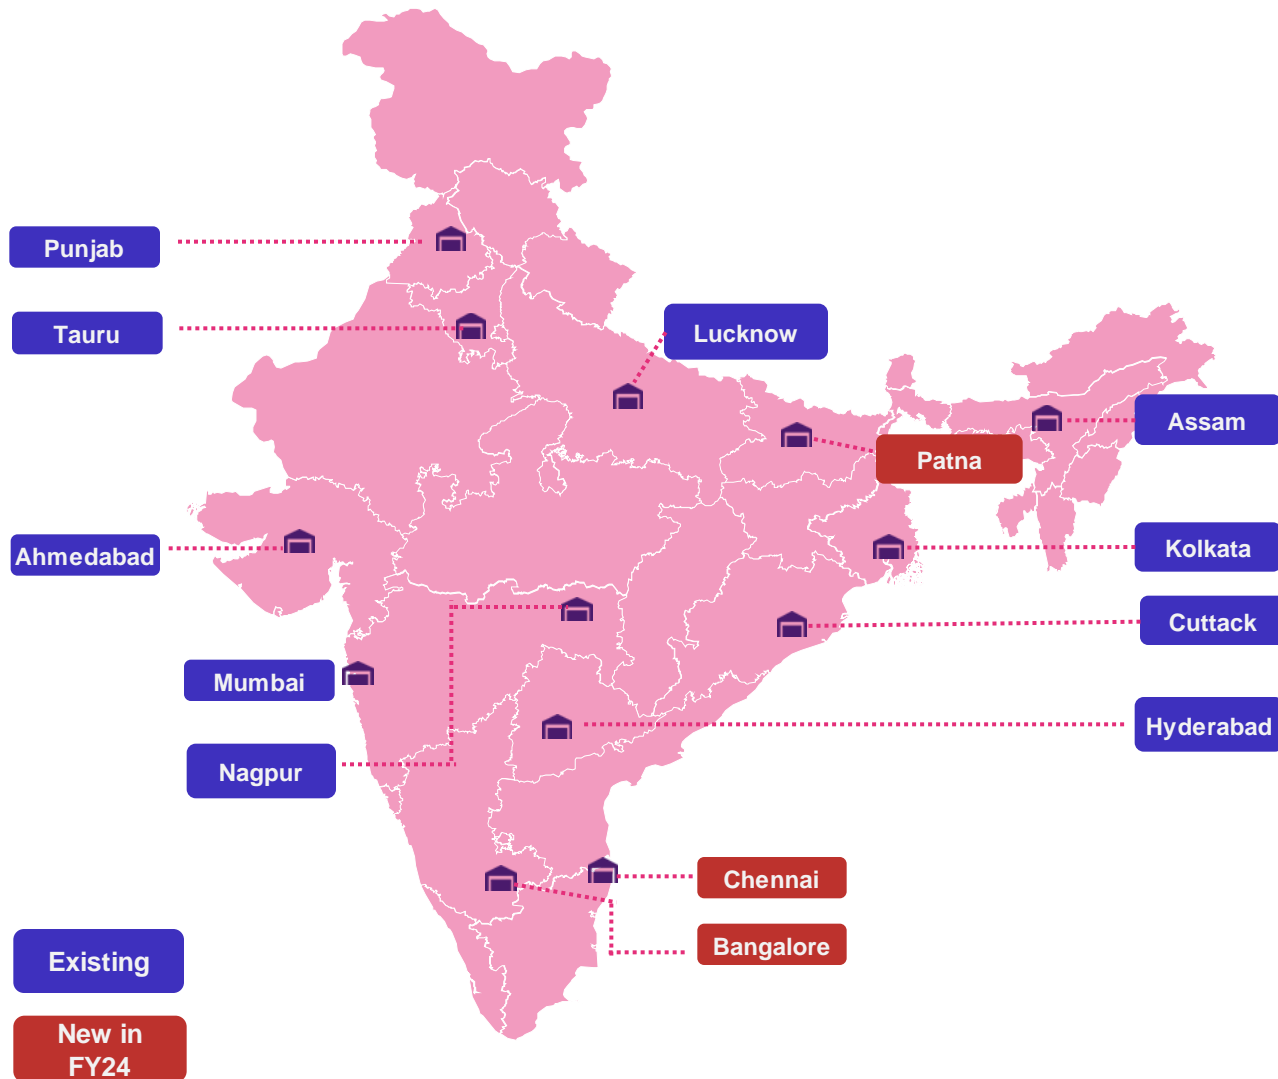 Punjab
Tauru
Lucknow
Assam
Patna
Ahmedabad
Kolkata
Cuttack
Mumbai
Hyderabad
Nagpur
Chennai
Bangalore
Existing
New in
FY24